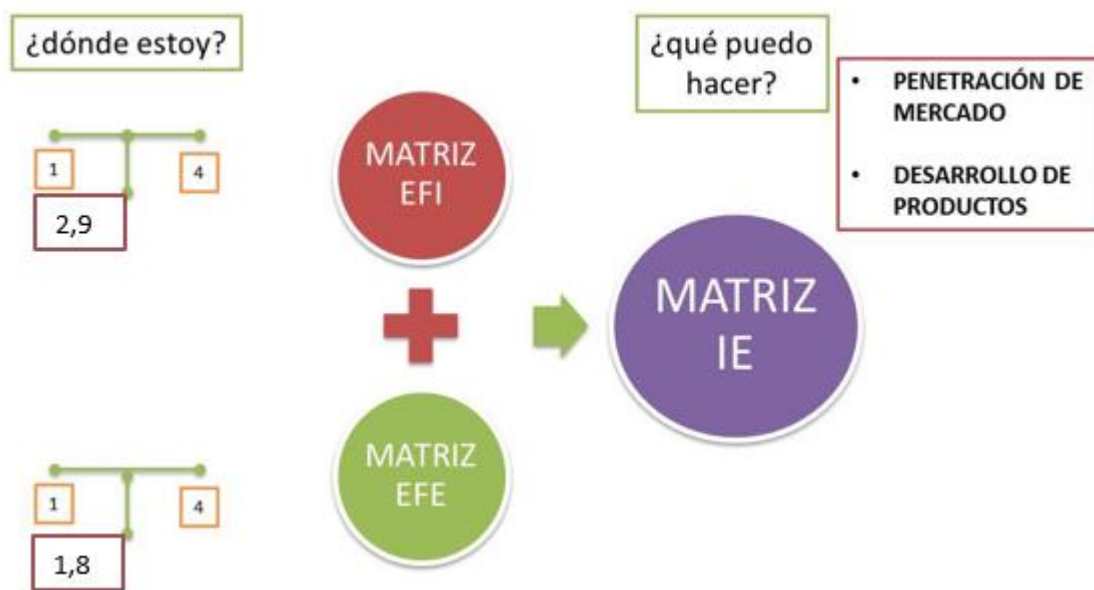 ¿dónde estoy?
1
4
2,9
MATRIZ
EFI
MATRIZ
EFE
1
4
1,8
¿qué puedo
hacer?
• PENETRACIÓN DE
MERCADO
• DESARROLLO DE
PRODUCTOS
MATRIZ
IE